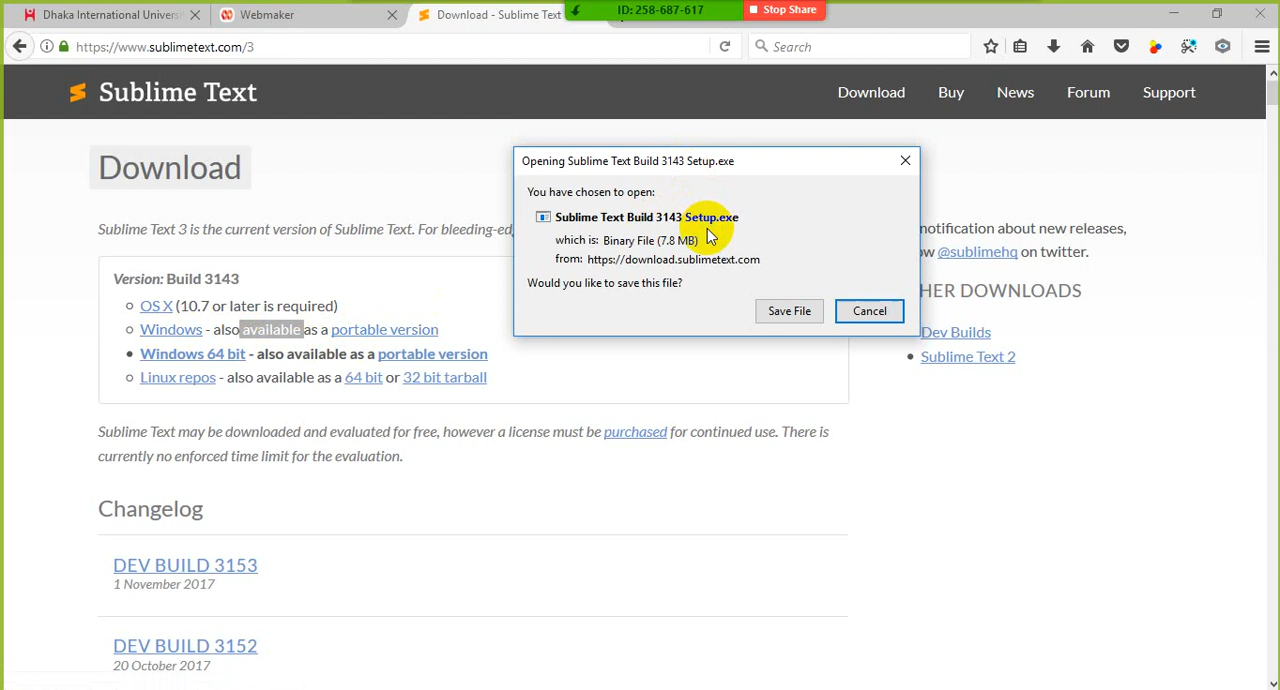 Dhaka International Universit
Webmaker
Download - Sublime Text
ID: 258-687-617
Stop Share
https://www.sublimetext.com/3
Search
Sublime Text
Download
Buy
News
Forum
Support
Download
Sublime Text 3 is the current version of Sublime Text. For bleeding-ed
Version: Build 3143
OS X (10.7 or later is required)
Windows - also available as a portable version
Windows 64 bit - also available as a portable version
Linux repos - also available as a 64 bit or 32 bit tarball
Opening Sublime Text Build 3143 Setup.exe
You have chosen to open:
Sublime Text Build 3143 Setup.exe
which is: Binary File (7.8 MB)
from: https://download.sublimetext.com
Would you like to save this file?
Save File
Cancel
notification about new releases,
ow @sublimehq on twitter.
HER DOWNLOADS
Dev Builds
Sublime Text 2
Sublime Text may be downloaded and evaluated for free, however a license must be purchased for continued use. There is
currently no enforced time limit for the evaluation.
Changelog
DEV BUILD 3153
1 November 2017
DEV BUILD 3152
20 October 2017